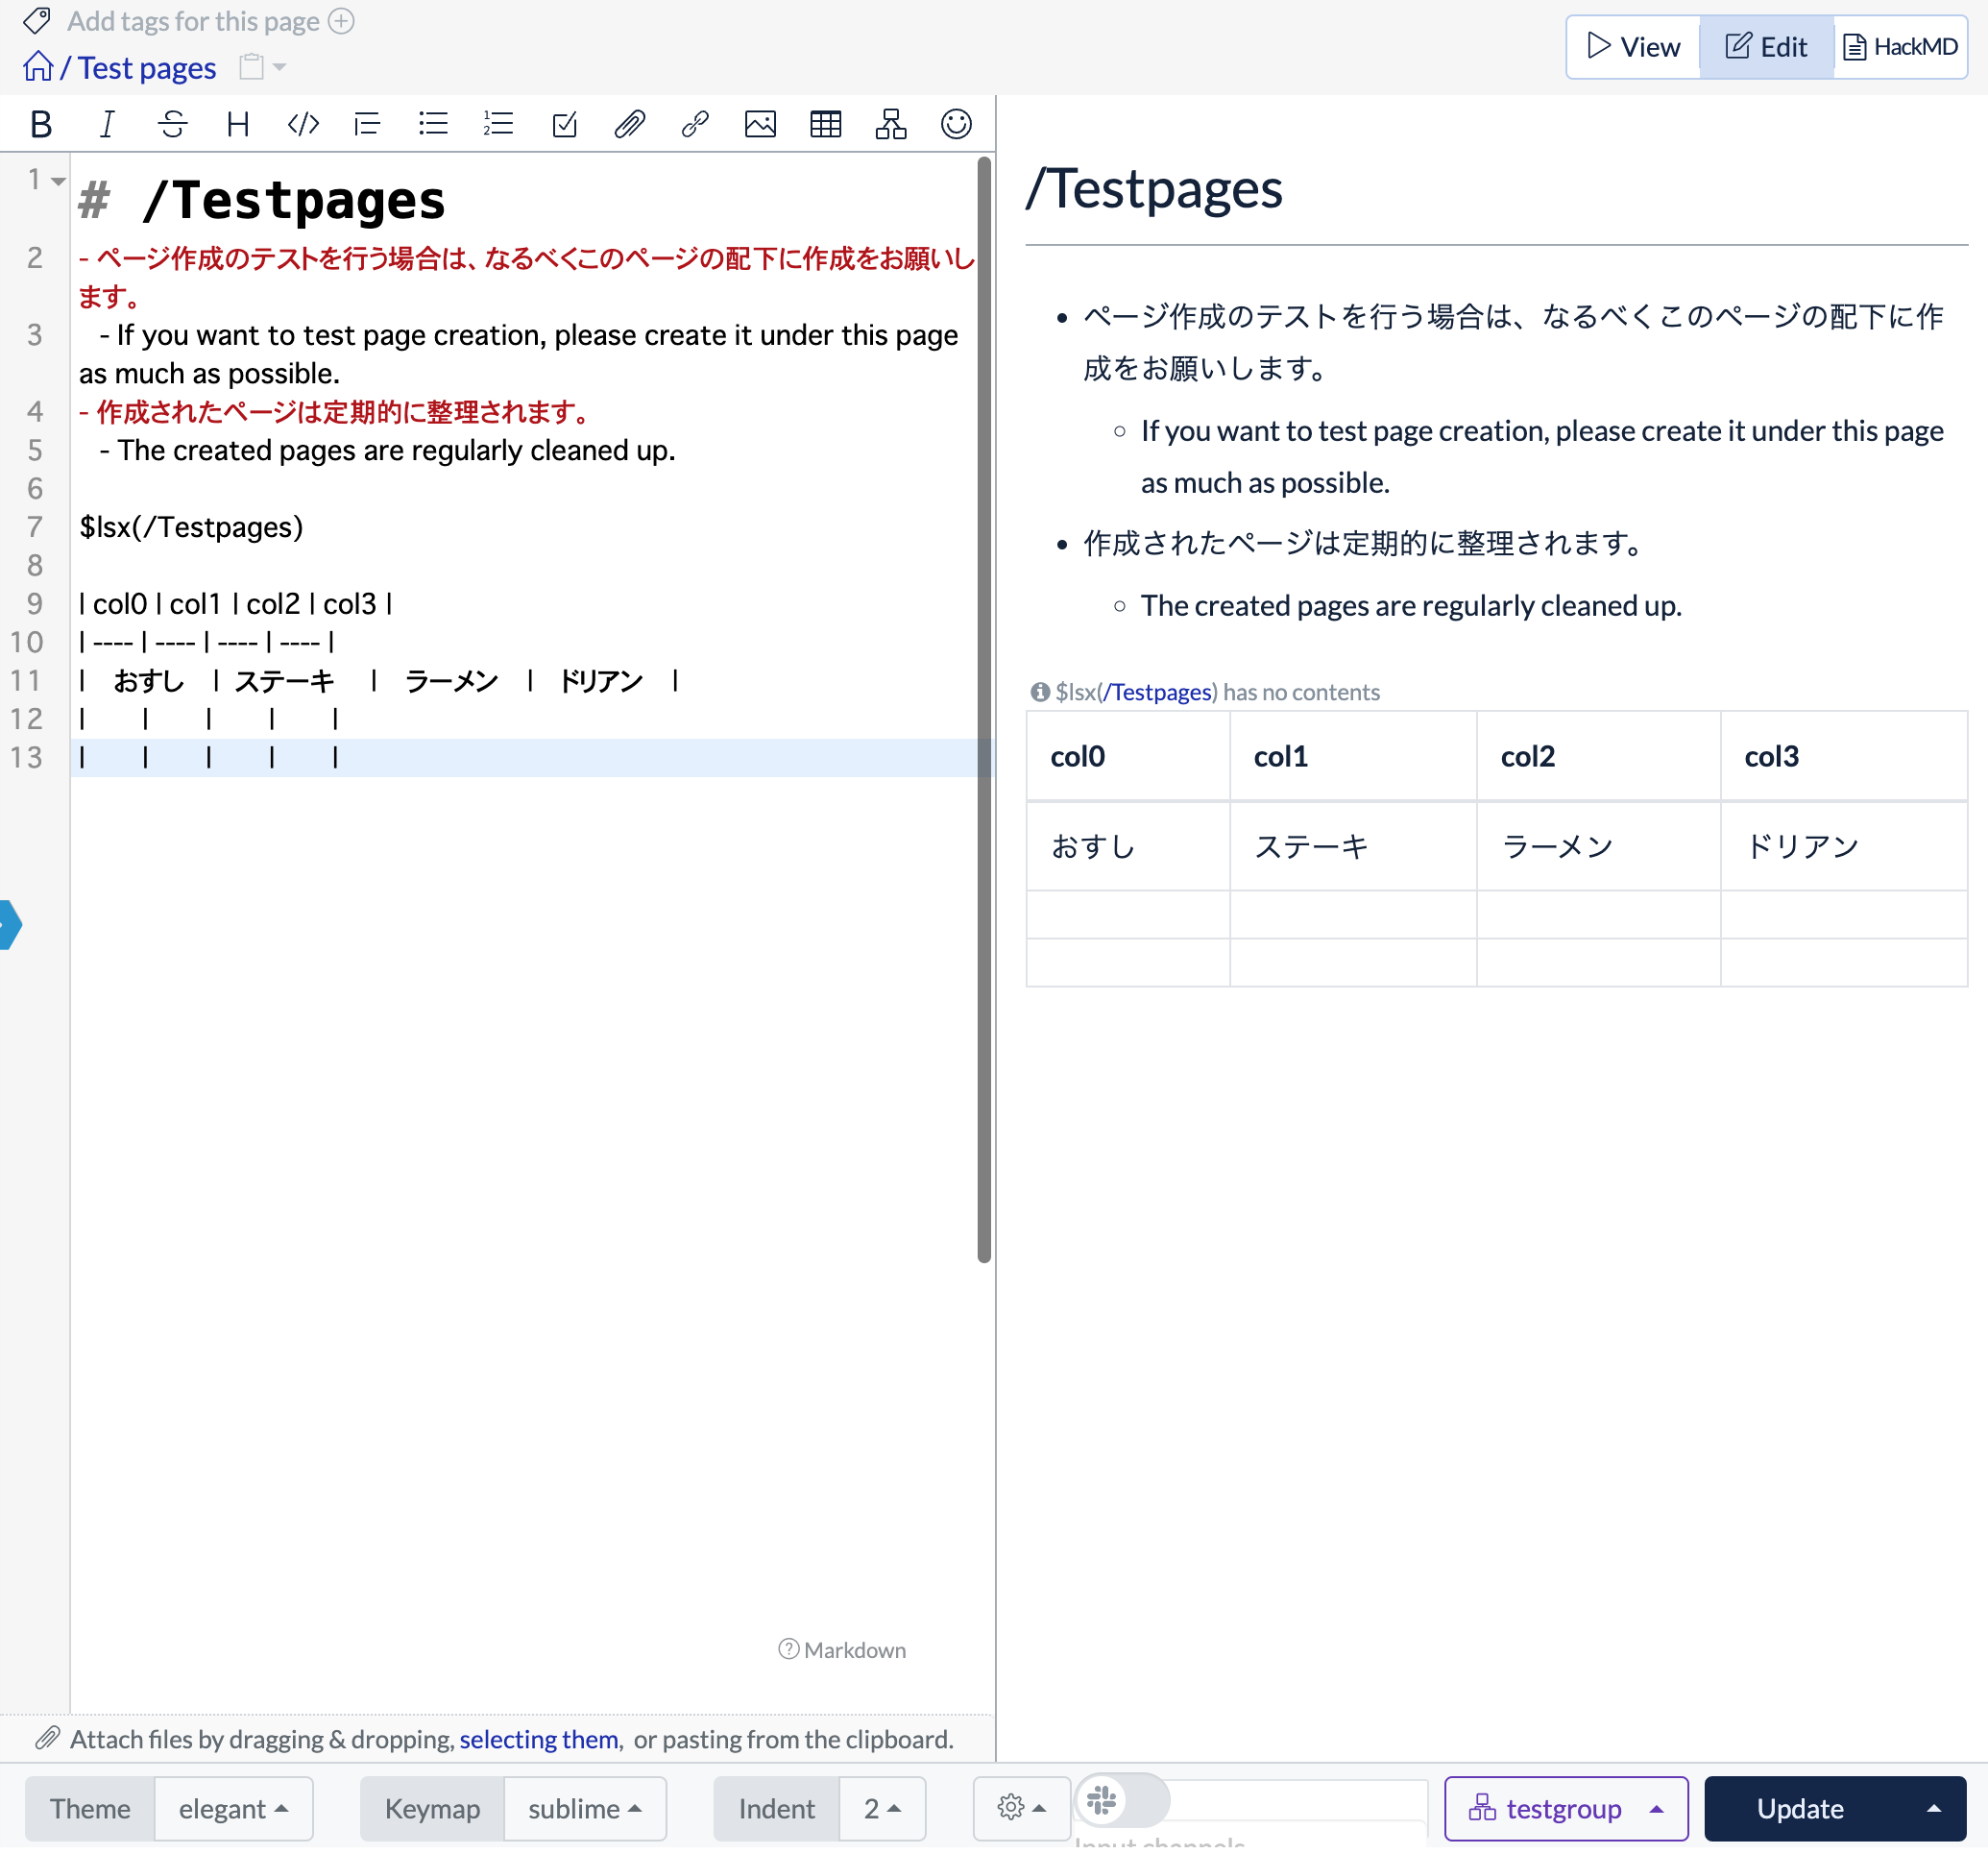 Add tags for this page
/ Test pages
View Edit HackMD
1 # /Testpages
2 - ページ作成のテストを行う場合は、なるべくこのページの配下に作成をお願いし
ます。
3 - If you want to test page creation, please create it under this page
as much as possible.
4 - 作成されたページは定期的に整理されます。
5 - The created pages are regularly cleaned up.
6
7 $lsx(/Testpages)
8
9 | col0 | col1 | col2 | col3 |
10 | ---- | ---- | ---- | ---- |
11 | おすし | ステーキ | ラーメン | ドリアン |
12 | | | | |
13 | | | | |
Markdown
Attach files by dragging & dropping, selecting them, or pasting from the clipboard.
/Testpages
ページ作成のテストを行う場合は、なるべくこのページの配下に作
成をお願いします。
If you want to test page creation, please create it under this page
as much as possible.
作成されたページは定期的に整理されます。
The created pages are regularly cleaned up.
$lsx(/Testpages) has no contents
col0 col1 col2 col3
おすし ステーキ ラーメン ドリアン
Theme elegant Keymap sublime Indent 2 testgroup Update
Input channels